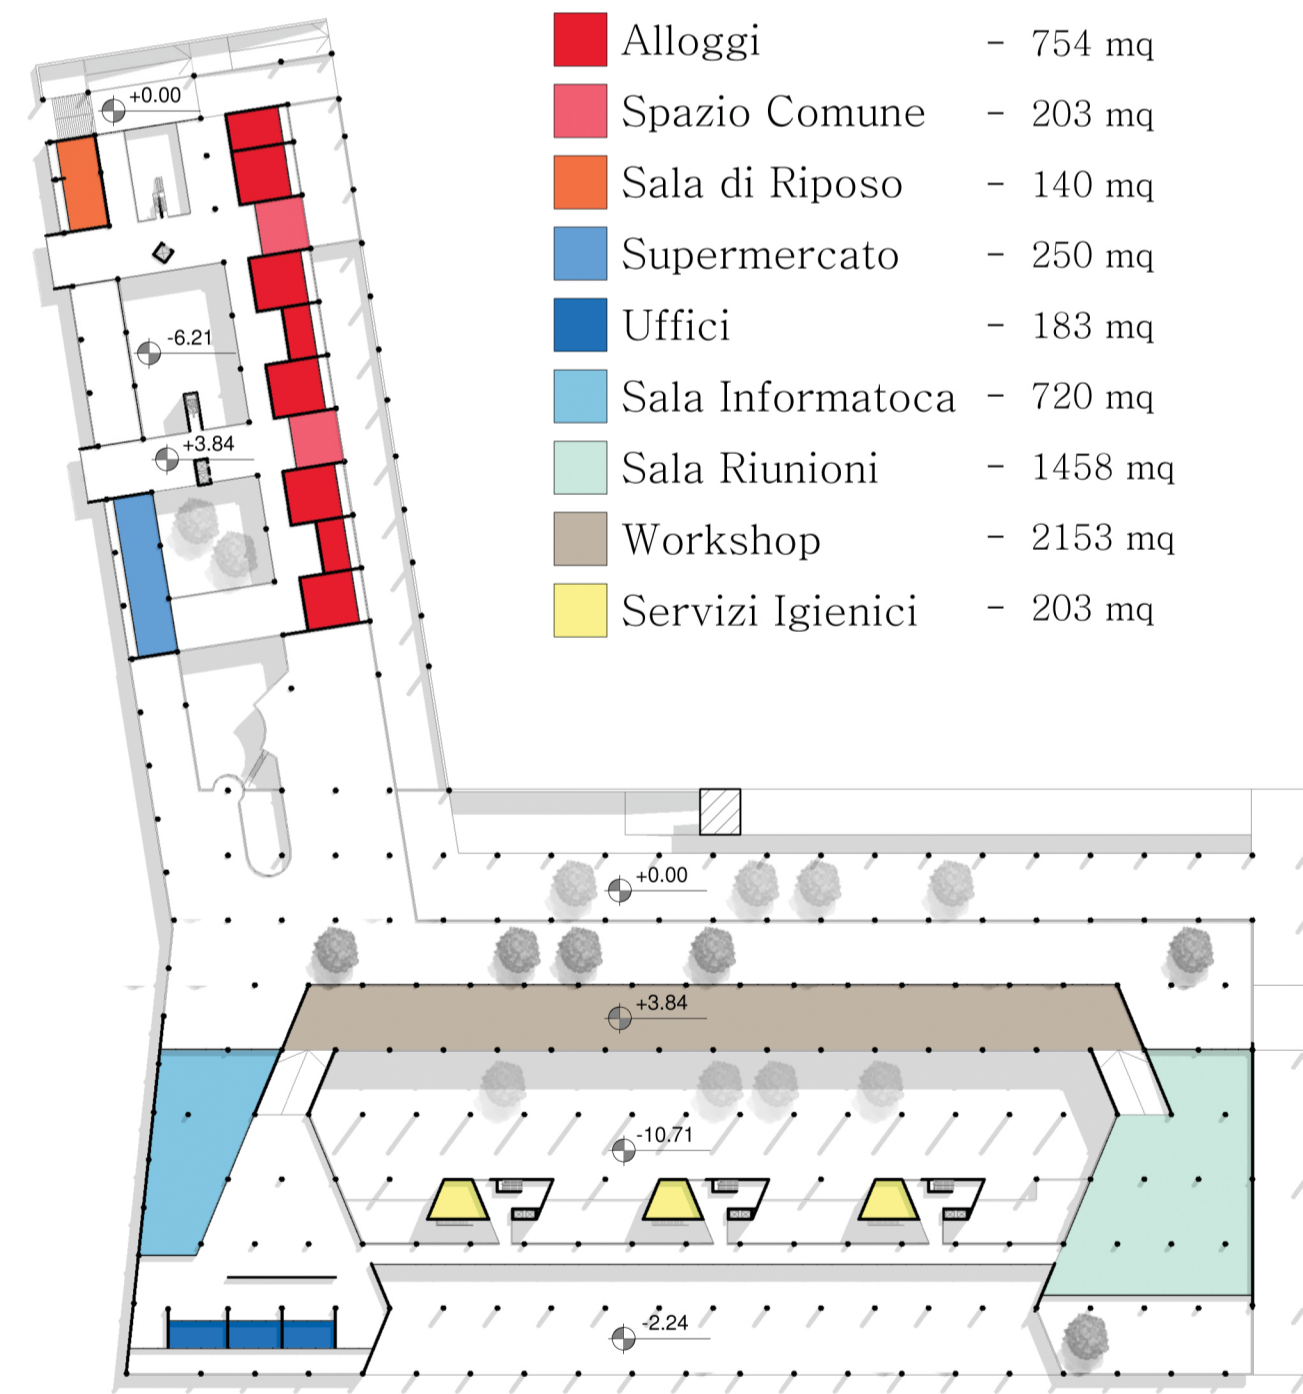 Alloggi - 754 mq
Spazio Comune - 203 mq
Sala di Riposo - 140 mq
Supermercato - 250 mq
Uffici - 183 mq
Sala Informatoca - 720 mq
Sala Riunioni - 1458 mq
Workshop - 2153 mq
Servizi Igienici - 203 mq
+0.00
-6.21
+3.84
+0.00
+3.84
-10.71
-2.24